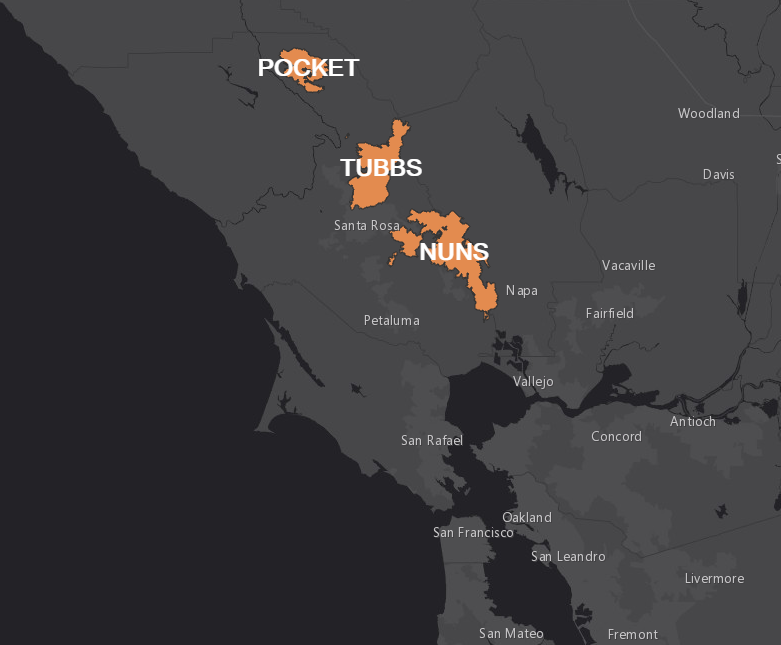 POCKET
Woodland
TUBBS
Davis
S
Santa Rosa
NUNS
Vacaville
Napa
Fairfield
Petaluma
Vallejo
Antioch
Concord
San Rafael
Oakland
San Francisco
San Leandro
Livermore
San Mateo
Fremont